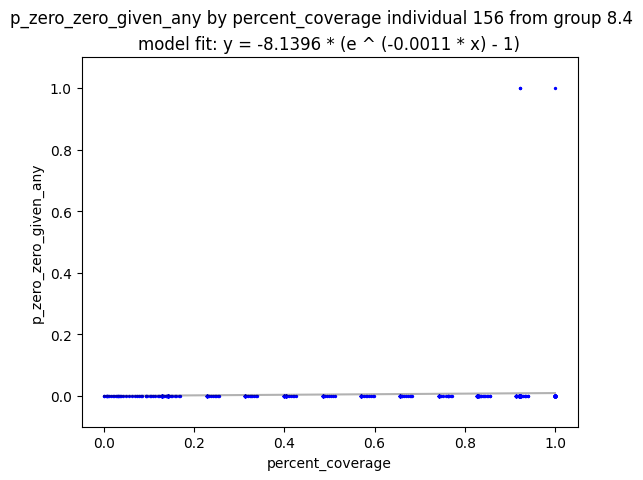 p_zero_zero_given_any by percent_coverage individual 156 from group 8.4
model fit: y = -8.1396 * (e ^ (-0.0011 * x) - 1)
p_zero_zero_given_any
1.0
0.8
0.6
0.4
0.2
0.0
0.0 0.2 0.4 0.6 0.8 1.0
percent_coverage